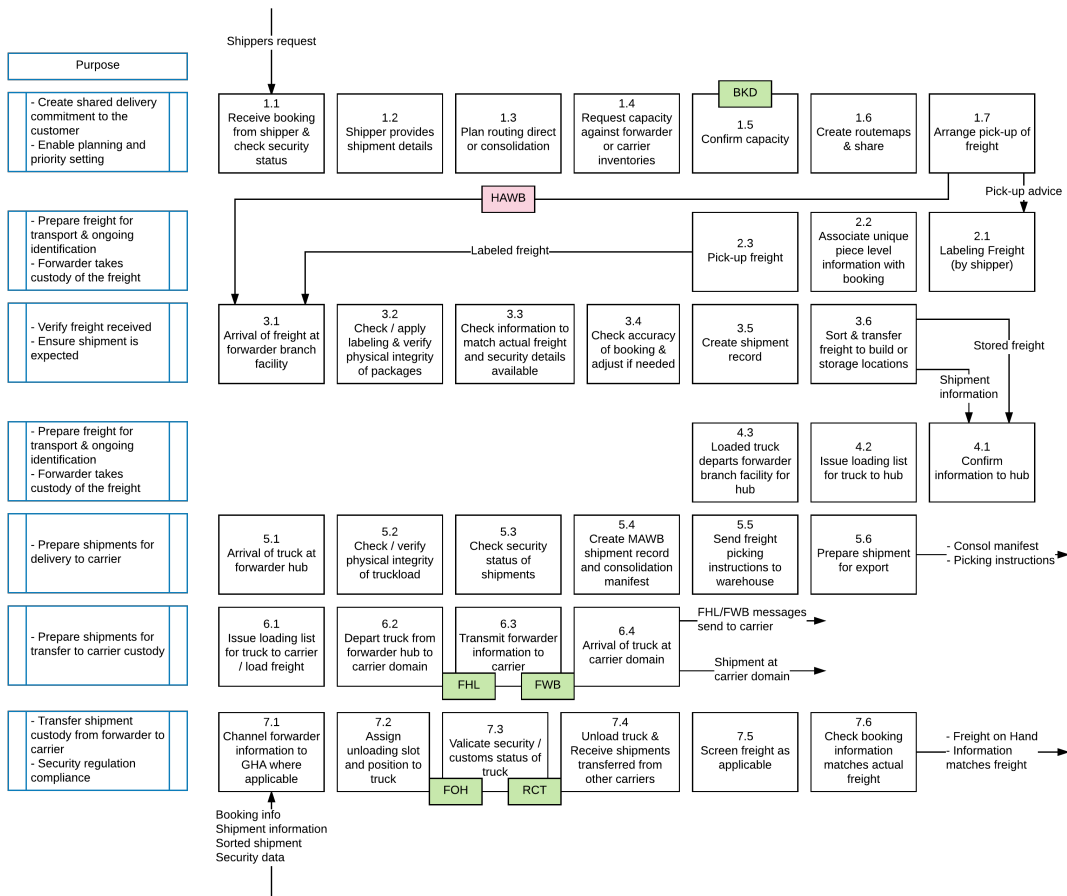 Shippers request
Purpose
- Create shared delivery
commitment to the
customer
- Enable planning and
priority setting
1.1
Receive booking
from shipper &
check security
status
1.2
Shipper provides
shipment details
1.3
Plan routing direct
or consolidation
1.4
Request capacity
against forwarder
or carrier
inventories
BKD
1.5
Confirm capacity
1.6
Create routemaps
& share
1.7
Arrange pick-up of
freight
HAWB
Pick-up advice
- Prepare freight for
transport & ongoing
identification
- Forwarder takes
custody of the freight
Labeled freight
2.3
Pick-up freight
2.2
Associate unique
piece level
information with
booking
2.1
Labeling Freight
(by shipper)
- Verify freight received
- Ensure shipment is
expected
3.1
Arrival of freight at
forwarder branch
facility
3.2
Check / apply
labeling & verify
physical integrity
of packages
3.3
Check information to
match actual freight
and security details
available
3.4
Check accuracy
of booking &
adjust if needed
3.5
Create shipment
record
3.6
Sort & transfer
freight to build or
storage locations
Stored freight
Shipment
information
- Prepare freight for
transport & ongoing
identification
- Forwarder takes
custody of the freight
4.3
Loaded truck
departs forwarder
branch facility for
hub
4.2
Issue loading list
for truck to hub
4.1
Confirm
information to hub
- Prepare shipments for
delivery to carrier
5.1
Arrival of truck at
forwarder hub
5.2
Check / verify
physical integrity
of truckload
5.3
Check security
status of
shipments
5.4
Create MAWB
shipment record
and consolidation
manifest
5.5
Send freight
picking
instructions to
warehouse
5.6
Prepare shipment
for export
- Consol manifest
- Picking instructions
- Prepare shipments for
transfer to carrier custody
6.1
Issue loading list
for truck to carrier
/ load freight
6.2
Depart truck from
forwarder hub to
carrier domain
6.3
Transmit forwarder
information to
carrier
FHL
FWB
6.4
Arrival of truck at
carrier domain
FHL/FWB messages
send to carrier
Shipment at
carrier domain
- Transfer shipment
custody from forwarder to
carrier
- Security regulation
compliance
7.1
Channel forwarder
information to
GHA where
applicable
7.2
Assign
unloading slot
and position to
truck
7.3
Valicate security /
customs status of
truck
FOH
RCT
7.4
Unload truck &
Receive shipments
transferred from
other carriers
7.5
Screen freight as
applicable
7.6
Check booking
information
matches actual
freight
- Freight on Hand
- Information
matches freight
Booking info
Shipment information
Sorted shipment
Security data